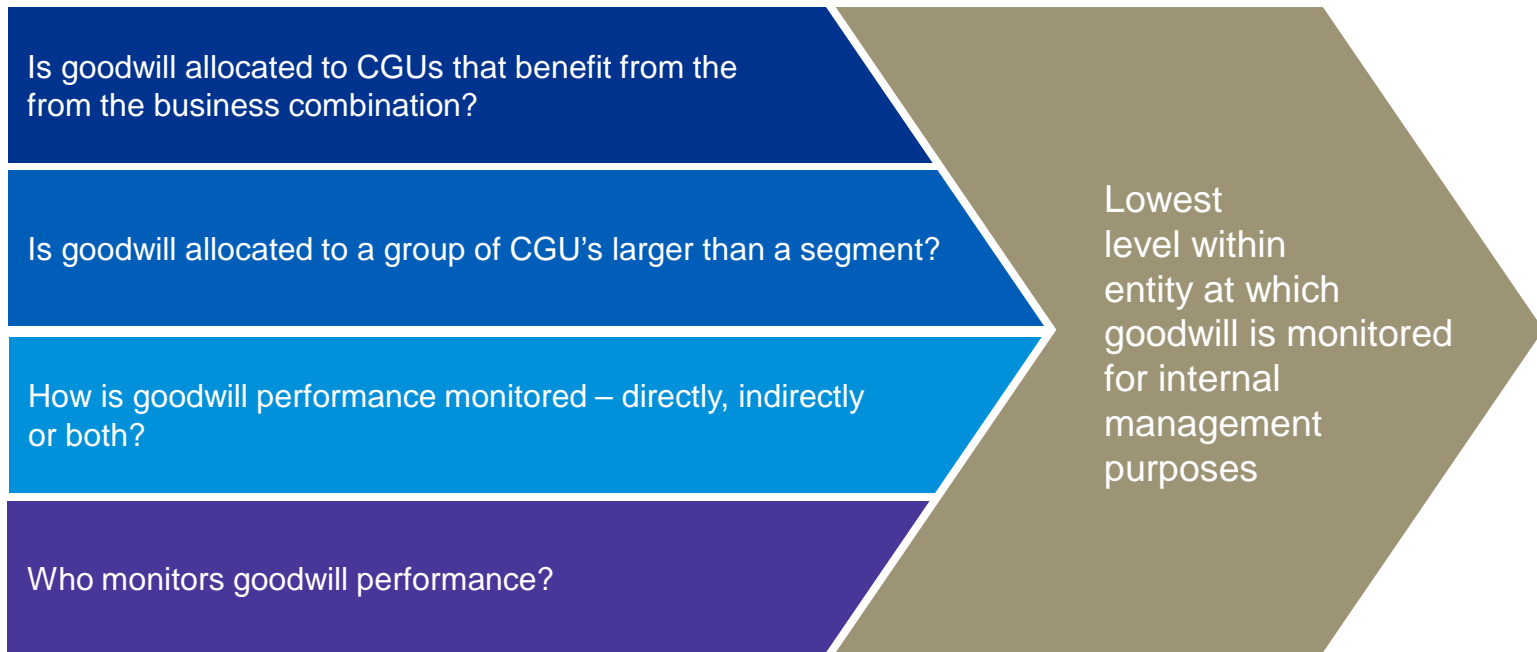 Is goodwill allocated to CGUs that benefit from the
from the business combination?
Is goodwill allocated to a group of CGU’s larger than a segment?
How is goodwill performance monitored – directly, indirectly
or both?
Who monitors goodwill performance?
Lowest
level within
entity at which
goodwill is monitored
for internal
management
purposes